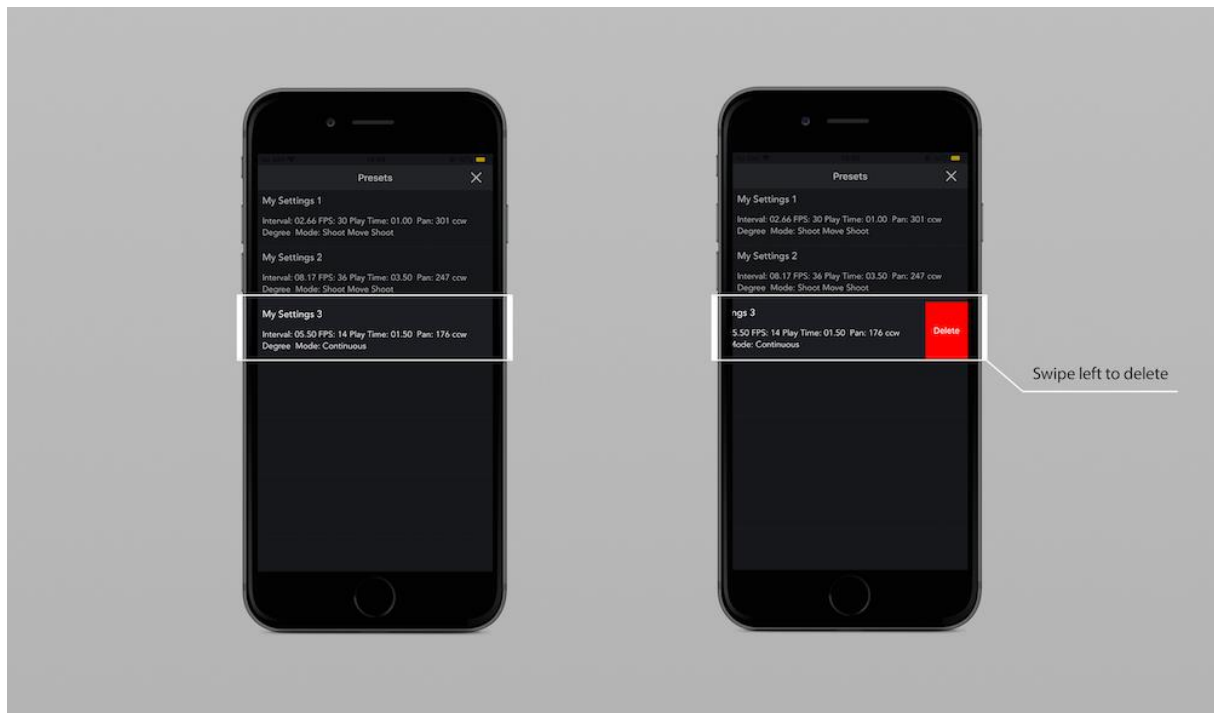 Presets
My Settings 1
Interval: 02.66 FPS: 30 Play Time: 01.00 Pan: 301 ccw
Degree Mode: Shoot Move Shoot
My Settings 2
Interval: 08.17 FPS: 36 Play Time: 03.50 Pan: 247 ccw
Degree Mode: Shoot Move Shoot
My Settings 3
Interval: 05.50 FPS: 14 Play Time: 01.50 Pan: 176 ccw
Degree Mode: Continuous
Presets
My Settings 1
Interval: 02.66 FPS: 30 Play Time: 01.00 Pan: 301 ccw
Degree Mode: Shoot Move Shoot
My Settings 2
Interval: 08.17 FPS: 36 Play Time: 03.50 Pan: 247 ccw
Degree Mode: Shoot Move Shoot
ngs 3
5.50 FPS: 14 Play Time: 01.50 Pan: 176 ccw
Mode: Continuous
Delete
Swipe left to delete